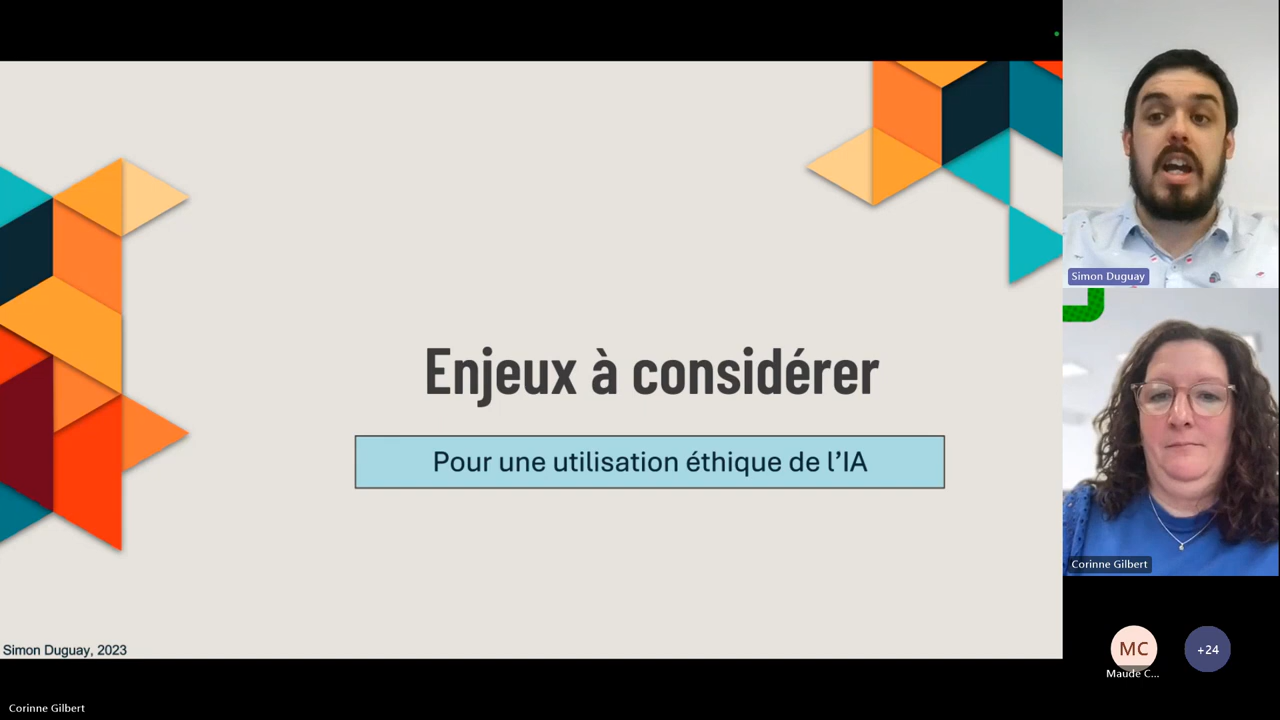 Enjeux à considérer
Pour une utilisation éthique de l'IA
Simon Duguay, 2023
Corinne Gilbert
Simon Duguay
Corinne Gilbert
MC
Maude C...
+24